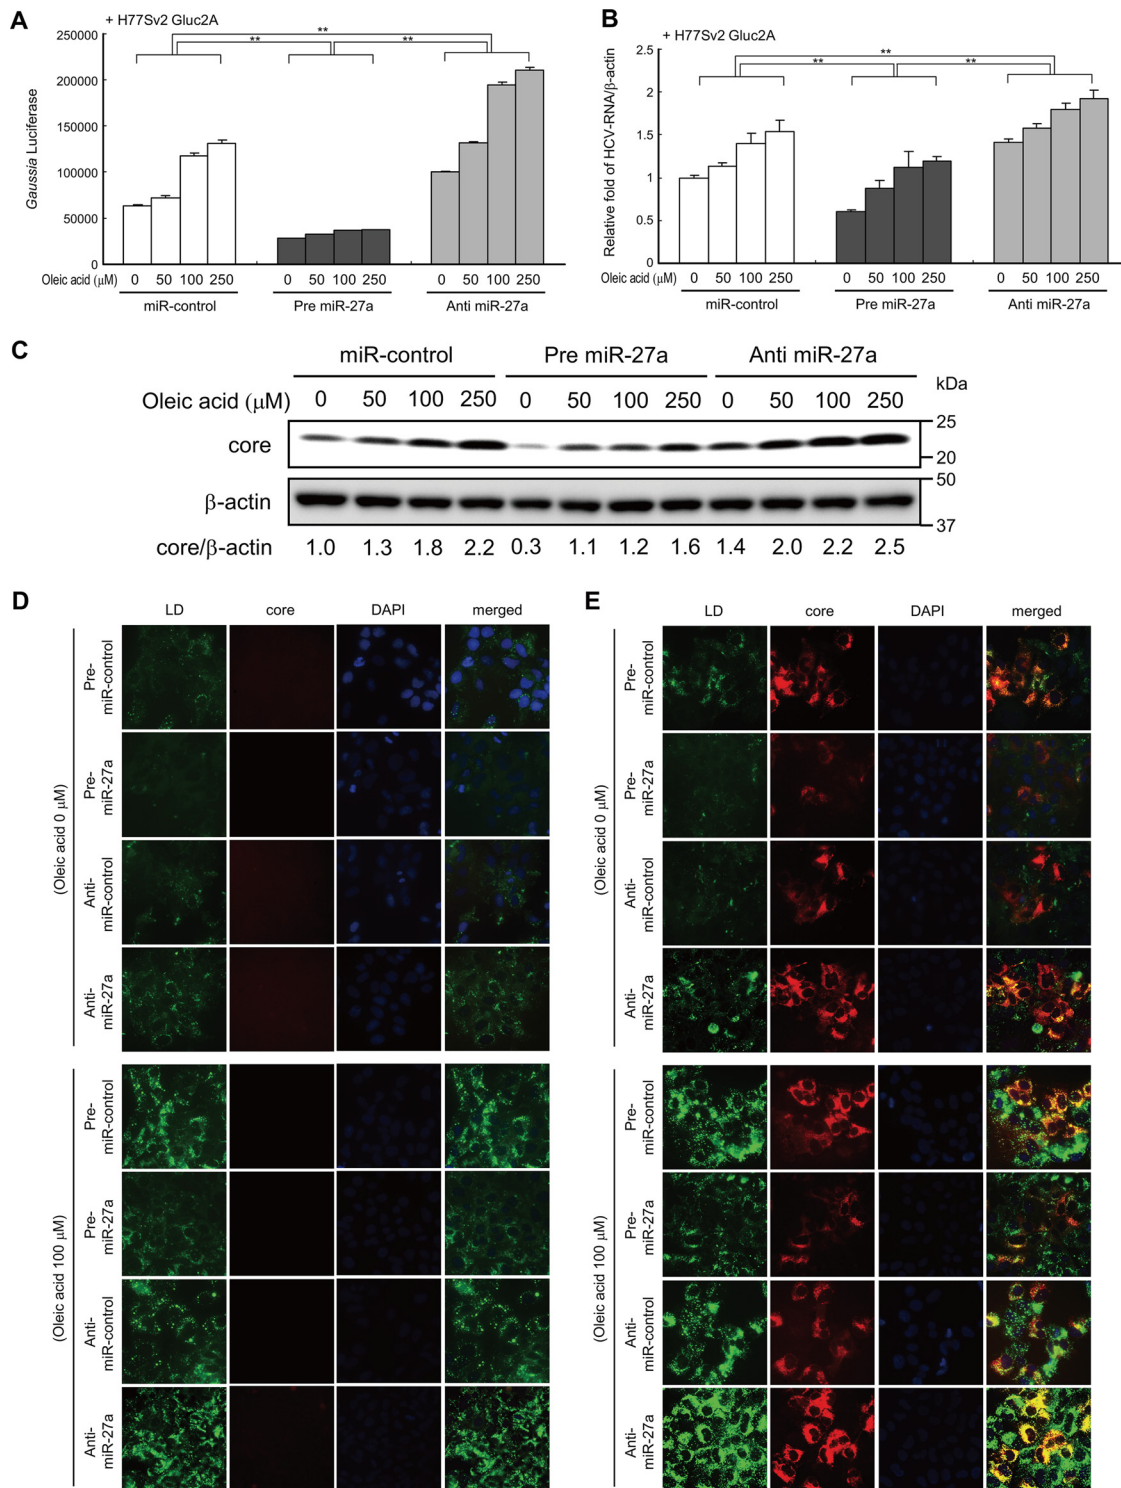 A
+ H77Sv2 Gluc2A
**
**
**
250000
200000
150000
100000
50000
0
Gaussia Luciferase
Oleic acid (μM) 0 50 100 250 0 50 100 250 0 50 100 250
miR-control Pre miR-27a Anti miR-27a
B
+ H77Sv2 Gluc2A
**
**
**
2.5
2
1.5
1
0.5
0
Relative fold of HCV-RNA/β-actin
Oleic acid (μM) 0 50 100 250 0 50 100 250 0 50 100 250
miR-control Pre miR-27a Anti miR-27a
C
miR-control Pre miR-27a Anti miR-27a
kDa
Oleic acid (μM) 0 50 100 250 0 50 100 250 0 50 100 250
core
25
20
β-actin
50
37
core/β-actin 1.0 1.3 1.8 2.2 0.3 1.1 1.2 1.6 1.4 2.0 2.2 2.5
D
LD core DAPI merged
(Oleic acid 0 μM)
Pre-
miR-control
Pre-
miR-27a
Anti-
miR-control
Anti-
miR-27a
(Oleic acid 100 μM)
Pre-
miR-control
Pre-
miR-27a
Anti-
miR-control
Anti-
miR-27a
E
LD core DAPI merged
(Oleic acid 0 μM)
Pre-
miR-control
Pre-
miR-27a
Anti-
miR-control
Anti-
miR-27a
(Oleic acid 100 μM)
Pre-
miR-control
Pre-
miR-27a
Anti-
miR-control
Anti-
miR-27a